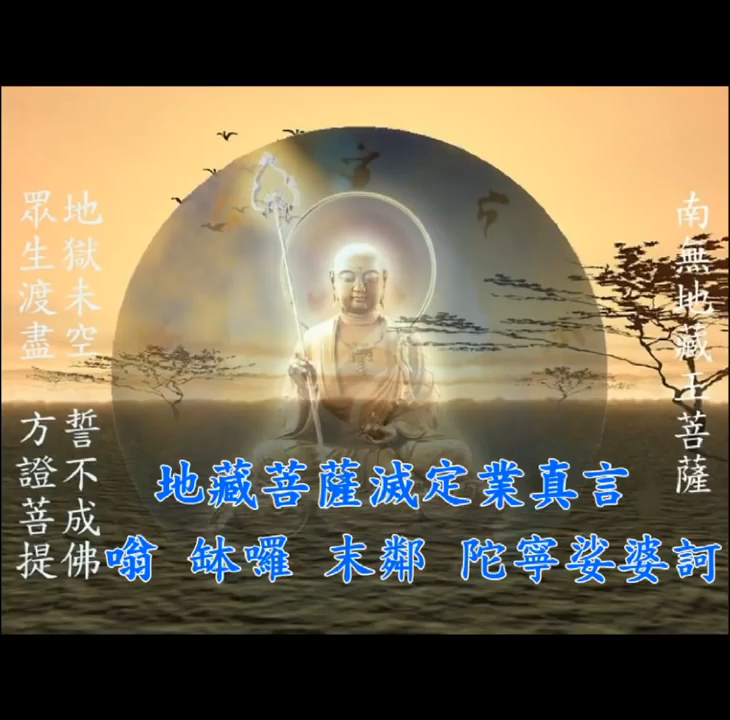 南無地藏王菩薩
地獄未空 誓不成佛
眾生渡盡 方證菩提
地藏菩薩滅定業真言
嗡 缽囉 末鄰 陀寧娑婆訶